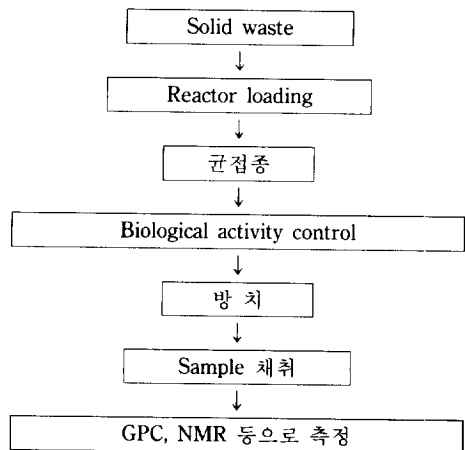 Solid waste
Reactor loading
균접종
Biological activity control
방 치
Sample 채취
GPC, NMR 등으로 측정